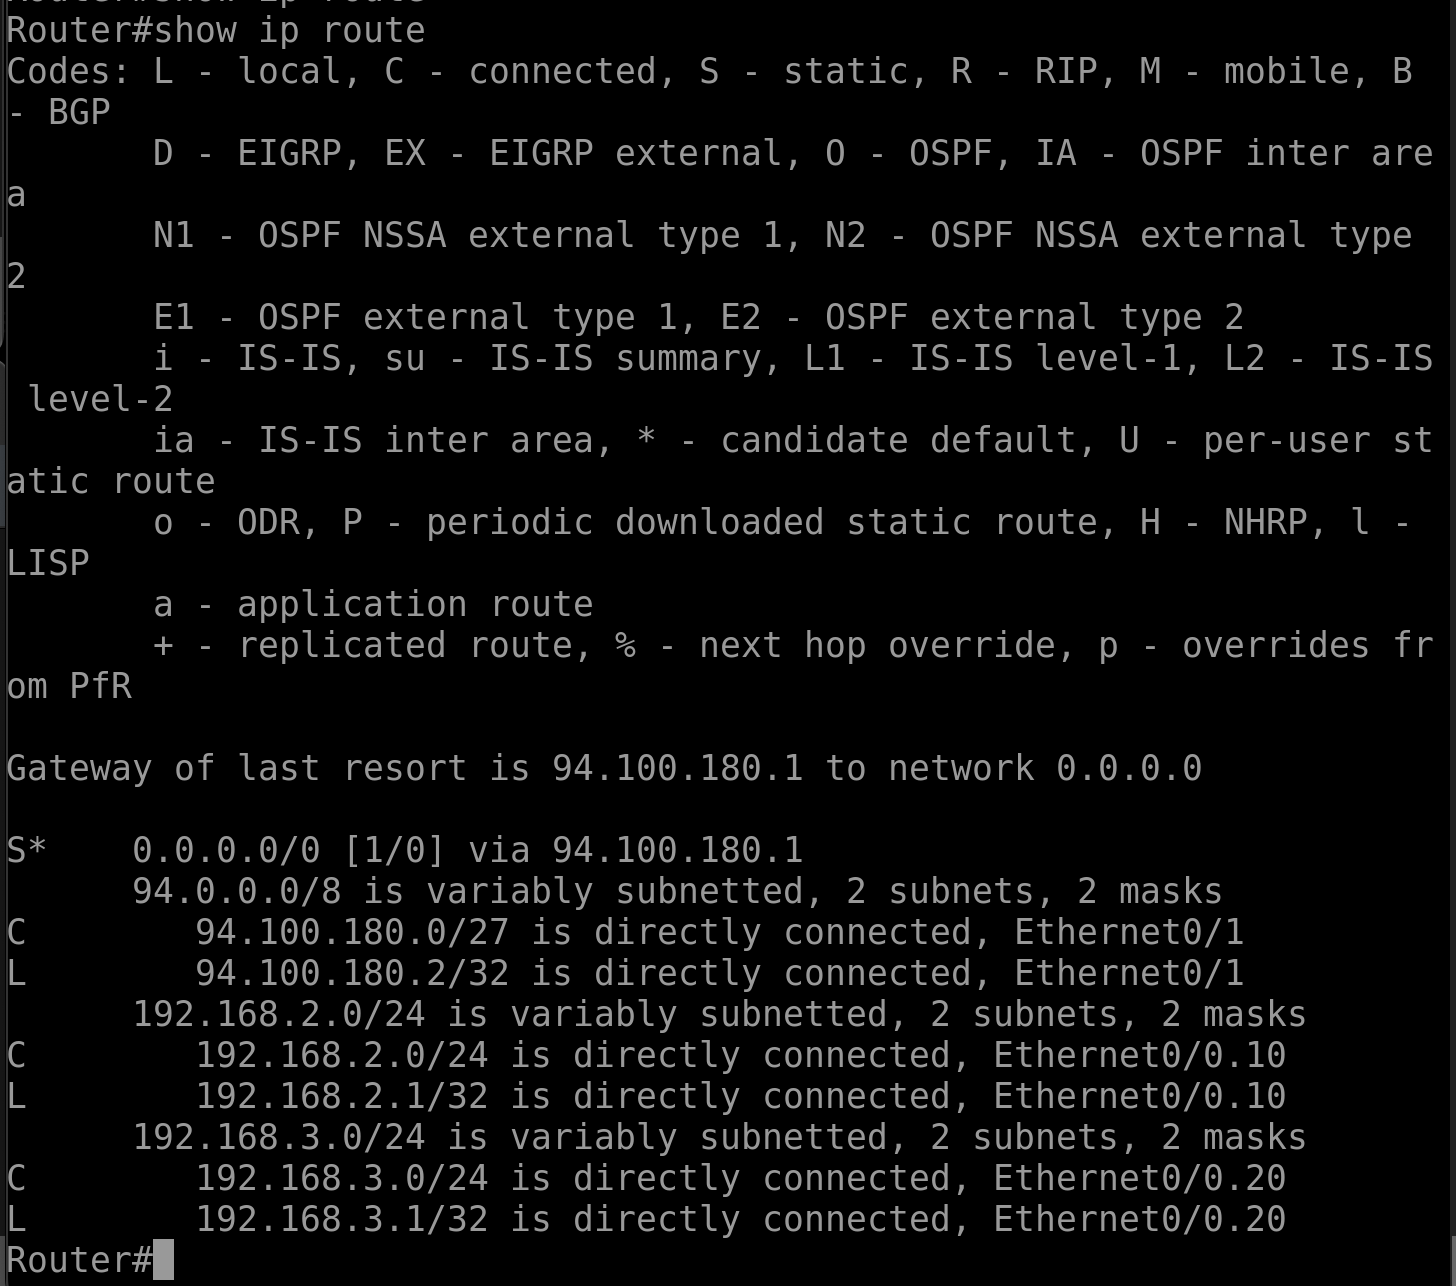 Router#show ip route
Router#show ip route
Codes: L - local, C - connected, S - static, R - RIP, M - mobile, B
- BGP
       D - EIGRP, EX - EIGRP external, O - OSPF, IA - OSPF inter are
a
       N1 - OSPF NSSA external type 1, N2 - OSPF NSSA external type
2
       E1 - OSPF external type 1, E2 - OSPF external type 2
       i - IS-IS, su - IS-IS summary, L1 - IS-IS level-1, L2 - IS-IS
 level-2
       ia - IS-IS inter area, * - candidate default, U - per-user st
atic route
       o - ODR, P - periodic downloaded static route, H - NHRP, l -
LISP
       a - application route
       + - replicated route, % - next hop override, p - overrides fr
om PfR

Gateway of last resort is 94.100.180.1 to network 0.0.0.0

S*    0.0.0.0/0 [1/0] via 94.100.180.1
      94.0.0.0/8 is variably subnetted, 2 subnets, 2 masks
C        94.100.180.0/27 is directly connected, Ethernet0/1
L        94.100.180.2/32 is directly connected, Ethernet0/1
      192.168.2.0/24 is variably subnetted, 2 subnets, 2 masks
C        192.168.2.0/24 is directly connected, Ethernet0/0.10
L        192.168.2.1/32 is directly connected, Ethernet0/0.10
      192.168.3.0/24 is variably subnetted, 2 subnets, 2 masks
C        192.168.3.0/24 is directly connected, Ethernet0/0.20
L        192.168.3.1/32 is directly connected, Ethernet0/0.20
Router#